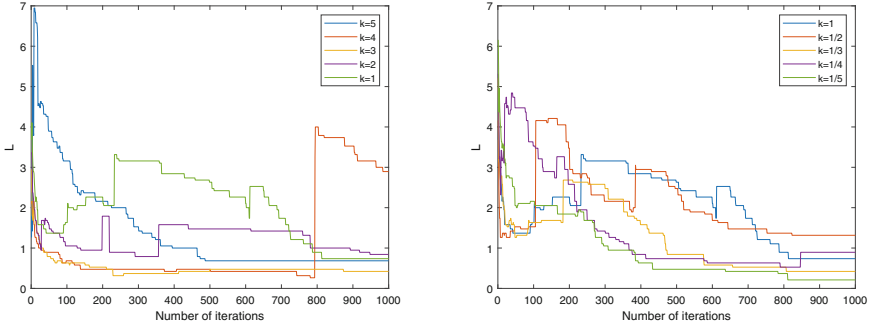 7
6
5
4
3
2
1
0
L
0 100 200 300 400 500 600 700 800 900 1000
Number of iterations
k=5
k=4
k=3
k=2
k=1
7
6
5
4
3
2
1
0
L
0 100 200 300 400 500 600 700 800 900 1000
Number of iterations
k=1
k=1/2
k=1/3
k=1/4
k=1/5